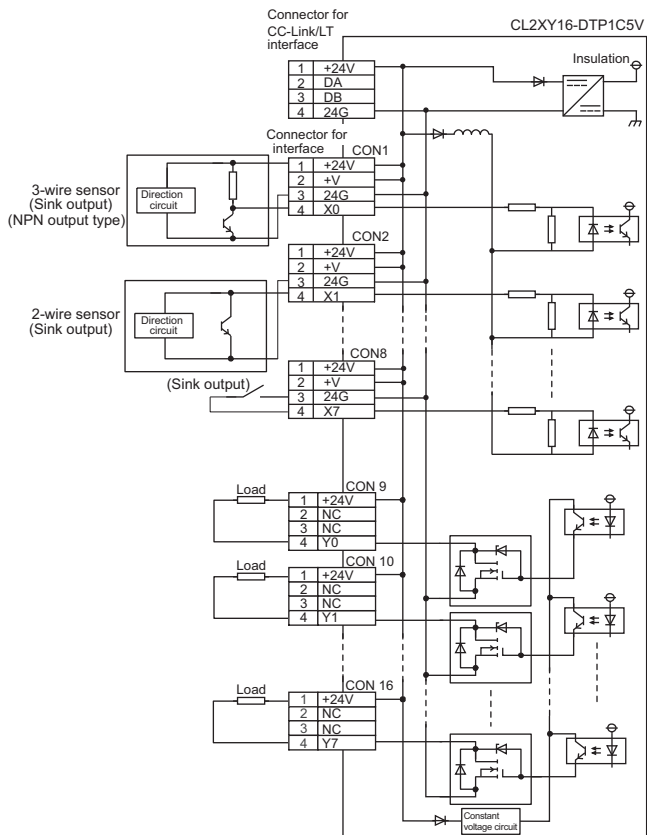 Connector for
CC-Link/LT
interface
CL2XY16-DTP1C5V
Insulation
1 +24V
2 DA
3 DB
4 24G
Connector for
interface
CON1
1 +24V
2 +V
3 24G
4 X0
3-wire sensor
(Sink output)
(NPN output type)
Direction
circuit
CON2
1 +24V
2 +V
3 24G
4 X1
2-wire sensor
(Sink output)
Direction
circuit
CON8
(Sink output)
1 +24V
2 +V
3 24G
4 X7
CON 9
Load
1 +24V
2 NC
3 NC
4 Y0
CON 10
Load
1 +24V
2 NC
3 NC
4 Y1
CON 16
Load
1 +24V
2 NC
3 NC
4 Y7
Constant
voltage circuit